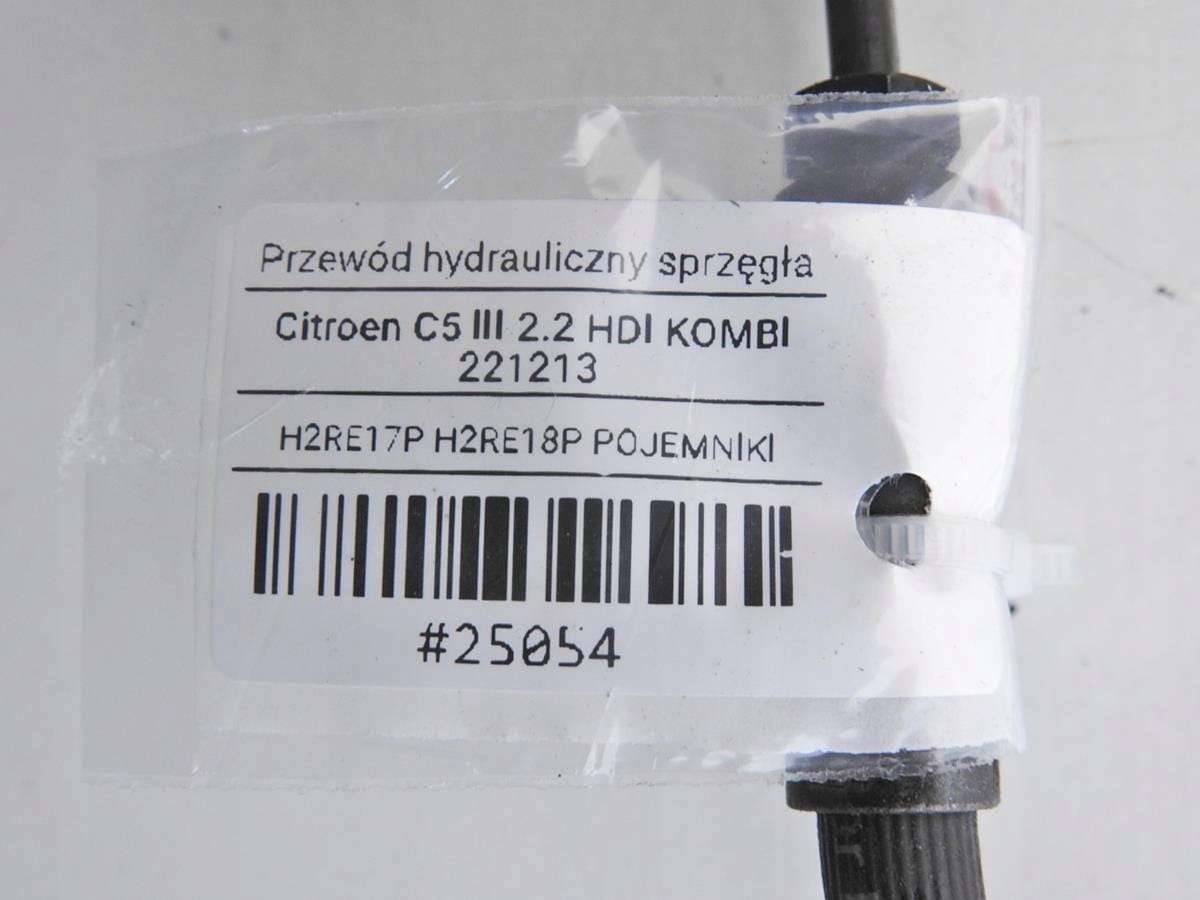 Przewód hydrauliczny sprzęgła
Citroen C5 III 2.2 HDI KOMBI
221213
H2RE17P H2RE18P POJEMNIKI
#25054